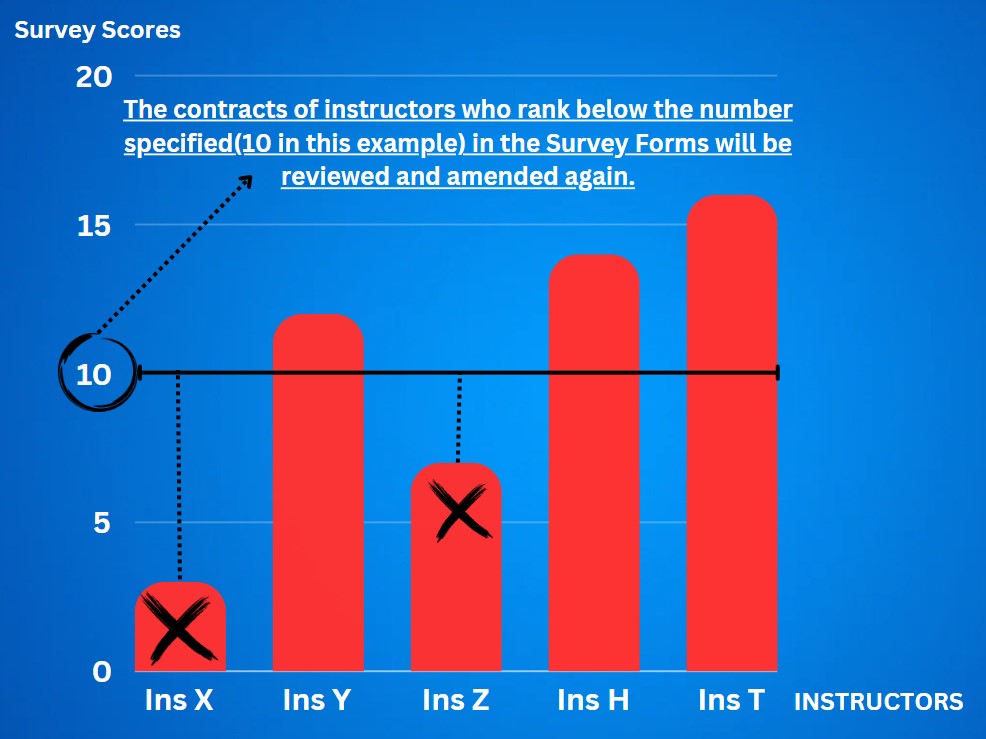 Survey Scores
20
The contracts of instructors who rank below the number
specified(10 in this example) in the Survey Forms will be
reviewed and amended again.
15
10
5
0
Ins X
Ins Y
Ins Z
Ins H
Ins T
INSTRUCTORS